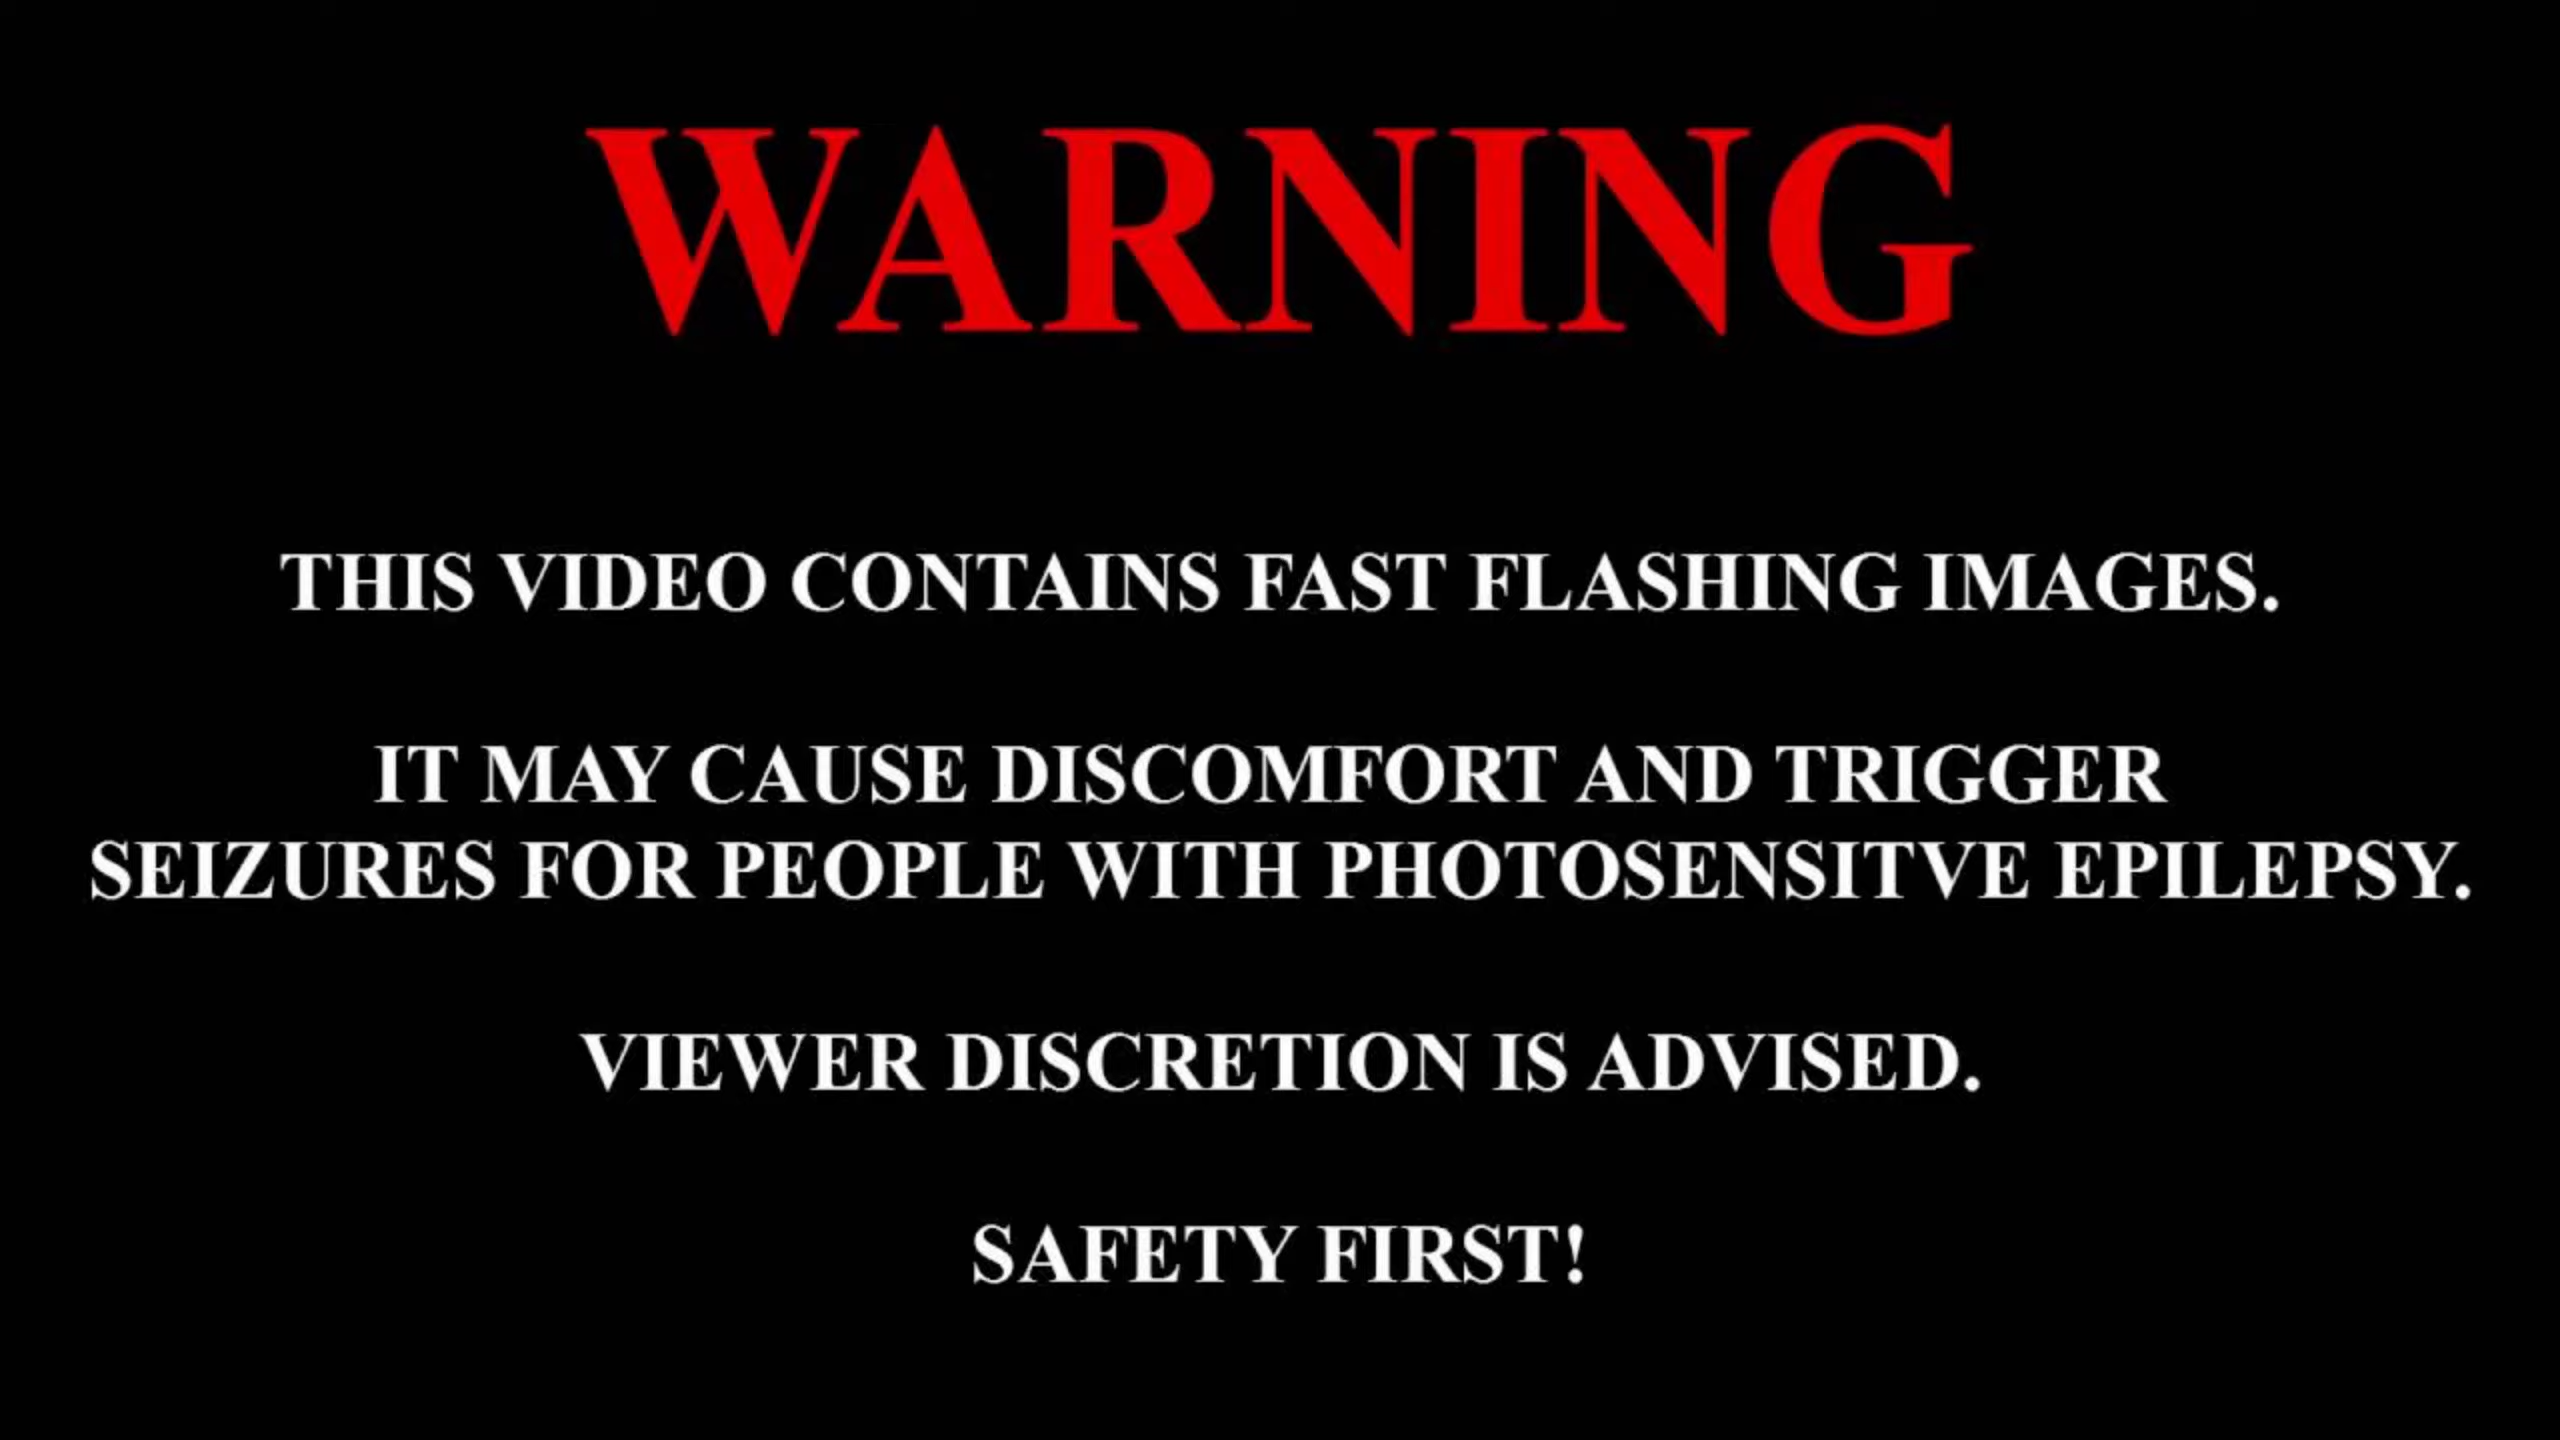 WARNING
THIS VIDEO CONTAINS FAST FLASHING IMAGES.
IT MAY CAUSE DISCOMFORT AND TRIGGER
SEIZURES FOR PEOPLE WITH PHOTOSENSITVE EPILEPSY.
VIEWER DISCRETION IS ADVISED.
SAFETY FIRST!